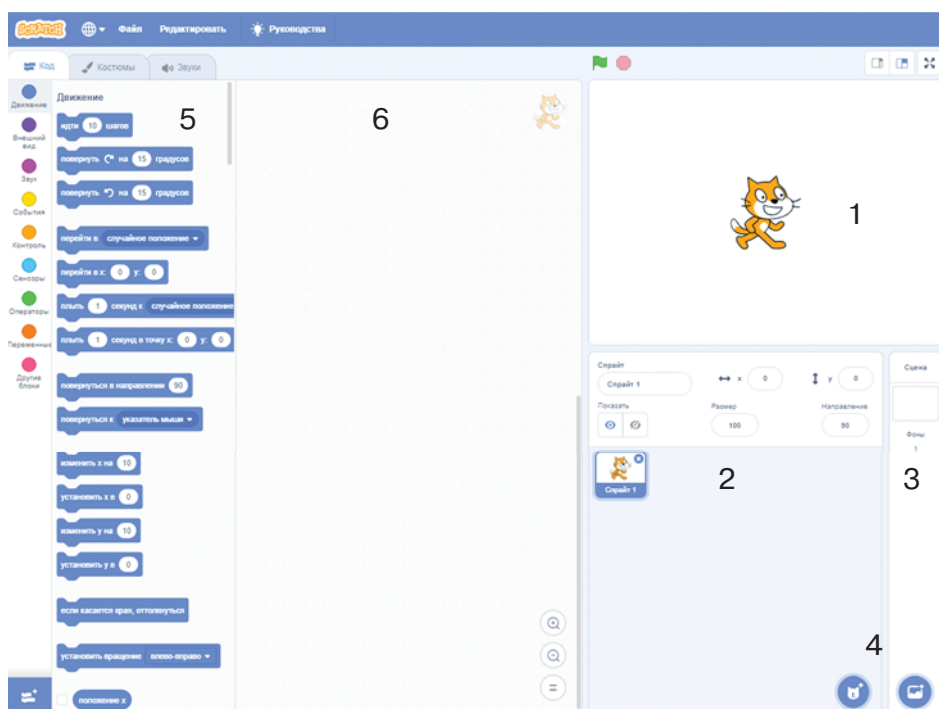 SCRATCH Файл Редактировать Руководства
Код Костюмы Звуки
Движение
Внешний вид
Звук
События
Контроль
Сенсоры
Операторы
Переменные
Другие блоки
Движение
5
идти 10 шагов
повернуть на 15 градусов
повернуть на 15 градусов
перейти в случайное положение
перейти в x: 0 y: 0
плыть 1 секунд к случайное положение
плыть 1 секунд в точку x: 0 y: 0
повернуться в направлении 90
повернуться к указатель мыши
изменить x на 10
установить x в 0
изменить y на 10
установить y в 0
если касается края, оттолкнуться
установить вращение влево-вправо
положение x
6
=
1
Спрайт
Спрайт 1 x 0 y 0
Показать Размер Направление
100 90
Спрайт 1
2
Сцена
Фоны
1
3
4